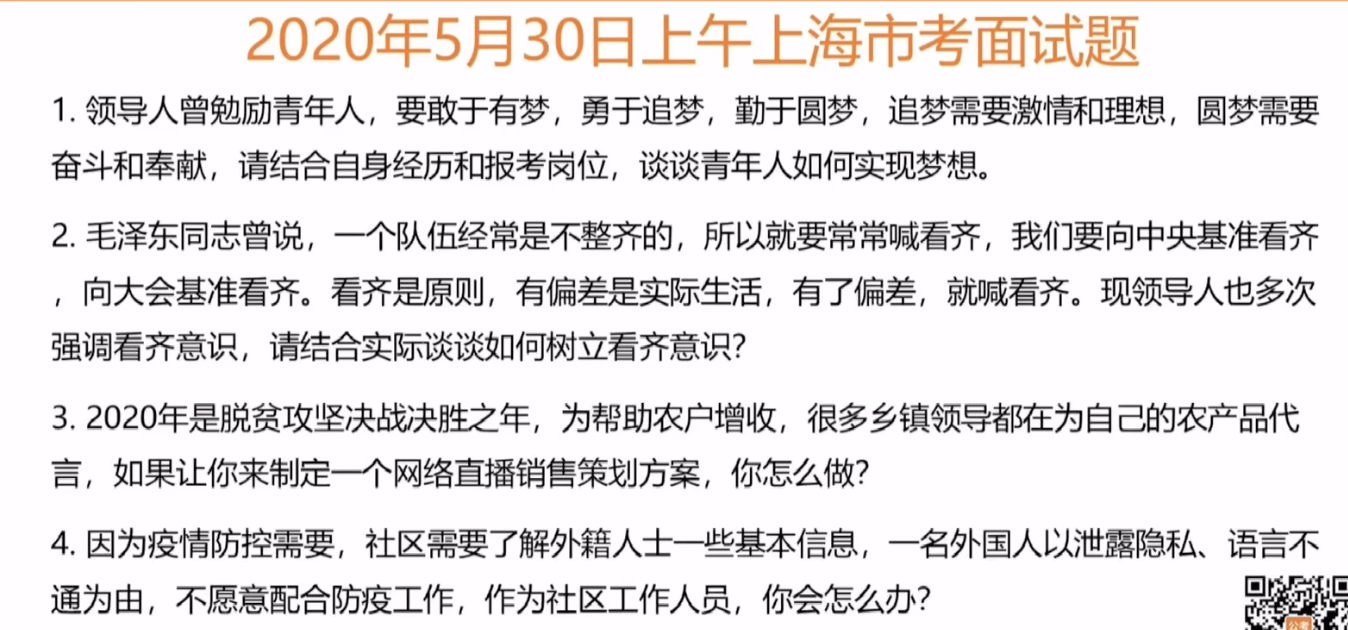 2020年5月30日上午上海市考面试题
1. 领导人曾勉励青年人，要敢于有梦，勇于追梦，勤于圆梦，追梦需要激情和理想，圆梦需要
奋斗和奉献，请结合自身经历和报考岗位，谈谈青年人如何实现梦想。
2. 毛泽东同志曾说，一个队伍经常是不整齐的，所以就要常常喊看齐，我们要向中央基准看齐
，向大会基准看齐。看齐是原则，有偏差是实际生活，有了偏差，就喊看齐。现领导人也多次
强调看齐意识，请结合实际谈谈如何树立看齐意识？
3. 2020年是脱贫攻坚决战决胜之年，为帮助农户增收，很多乡镇领导都在为自己的农产品代
言，如果让你来制定一个网络直播销售策划方案，你怎么做？
4. 因为疫情防控需要，社区需要了解外籍人士一些基本信息，一名外国人以泄露隐私、语言不
通为由，不愿意配合防疫工作，作为社区工作人员，你会怎么办？
公考